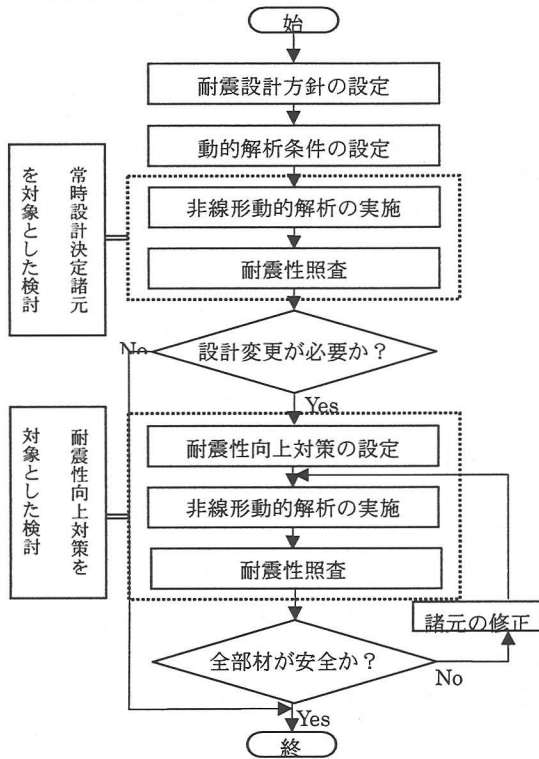 始
耐震設計方針の設定
動的解析条件の設定
常時設計決定諸元
を対象とした検討
非線形動的解析の実施
耐震性照査
No
設計変更が必要か？
Yes
耐震性向上対策を
対象とした検討
耐震性向上対策の設定
非線形動的解析の実施
耐震性照査
諸元の修正
全部材が安全か？
No
Yes
終